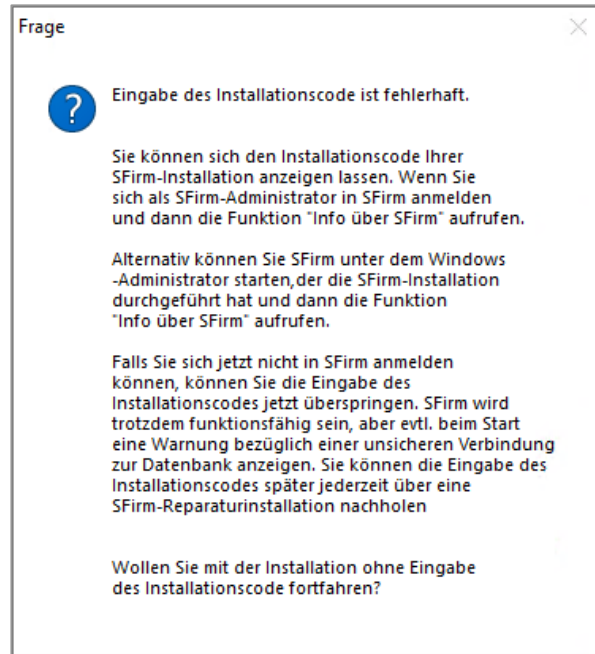 Frage
Eingabe des Installationscode ist fehlerhaft.
Sie können sich den Installationscode Ihrer
SFirm-Installation anzeigen lassen. Wenn Sie
sich als SFirm-Administrator in SFirm anmelden
und dann die Funktion "Info über SFirm" aufrufen.
Alternativ können Sie SFirm unter dem Windows
-Administrator starten,der die SFirm-Installation
durchgeführt hat und dann die Funktion
"Info über SFirm" aufrufen.
Falls Sie sich jetzt nicht in SFirm anmelden
können, können Sie die Eingabe des
Installationscodes jetzt überspringen. SFirm wird
trotzdem funktionsfähig sein, aber evtl. beim Start
eine Warnung bezüglich einer unsicheren Verbindung
zur Datenbank anzeigen. Sie können die Eingabe des
Installationscodes später jederzeit über eine
SFirm-Reparaturinstallation nachholen
Wollen Sie mit der Installation ohne Eingabe
des Installationscode fortfahren?